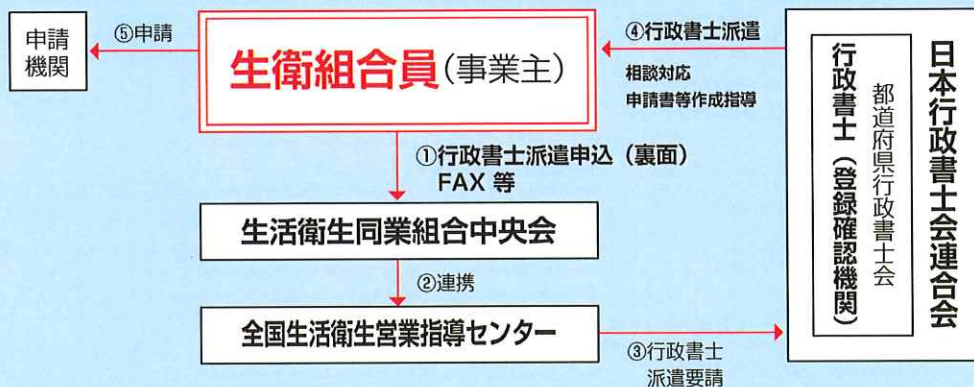 申請
機関
⑤申請
生衛組合員(事業主)
④行政書士派遣
相談対応
申請書等作成指導
①行政書士派遣申込（裏面）
FAX 等
生活衛生同業組合中央会
②連携
全国生活衛生営業指導センター
③行政書士
派遣要請
日本行政書士会連合会
都道府県行政書士会
行政書士（登録確認機関）